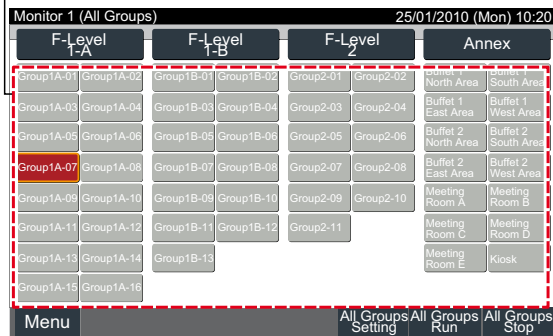 Monitor 1 (All Groups) 25/01/2010 (Mon) 10:20
F-Level 1-A F-Level 1-B F-Level 2 Annex
Group1A-01 Group1A-02 Group1B-01 Group1B-02 Group2-01 Group2-02 Buffet 1 North Area Buffet 1 South Area
Group1A-03 Group1A-04 Group1B-03 Group1B-04 Group2-03 Group2-04 Buffet 1 East Area Buffet 1 West Area
Group1A-05 Group1A-06 Group1B-05 Group1B-06 Group2-05 Group2-06 Buffet 2 North Area Buffet 2 South Area
Group1A-07 Group1A-08 Group1B-07 Group1B-08 Group2-07 Group2-08 Buffet 2 East Area Buffet 2 West Area
Group1A-09 Group1A-10 Group1B-09 Group1B-10 Group2-09 Group2-10 Meeting Room A Meeting Room B
Group1A-11 Group1A-12 Group1B-11 Group1B-12 Group2-11 Meeting Room C Meeting Room D
Group1A-13 Group1A-14 Group1B-13 Meeting Room E Kiosk
Group1A-15 Group1A-16
Menu All Groups Setting All Groups Run All Groups Stop